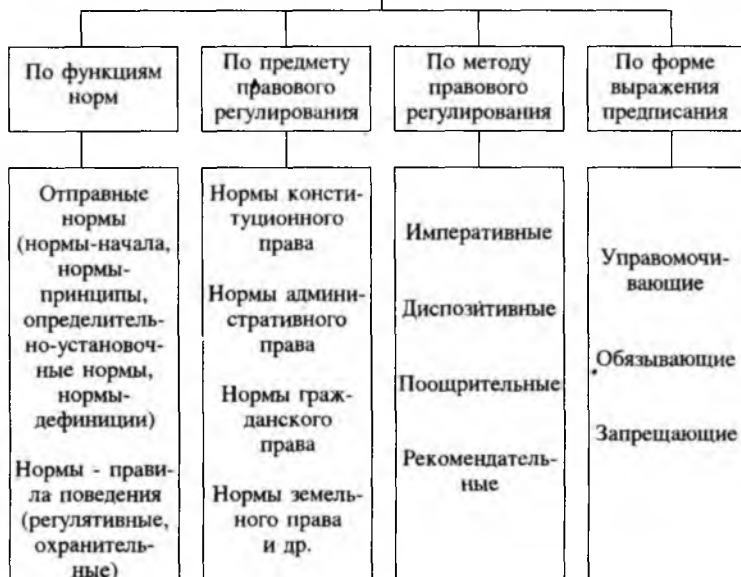 По функциям
норм
По предмету
правового
регулирования
По методу
правового
регулирования
По форме
выражения
предписания
Отправные
нормы
(нормы-начала,
нормы-
принципы,
определитель-
но-установоч-
ные нормы,
нормы-
дефиниции)
Нормы - прави-
ла поведения
(регулятивные,
охранитель-
ные)
Нормы консти-
туционного
права
Нормы админи-
стративного
права
Нормы граж-
данского
права
Нормы земель-
ного права
и др.
Императивные
Диспозитивные
Поощрительные
Рекомендатель-
ные
Управомочи-
вающие
Обязывающие
Запрещающие